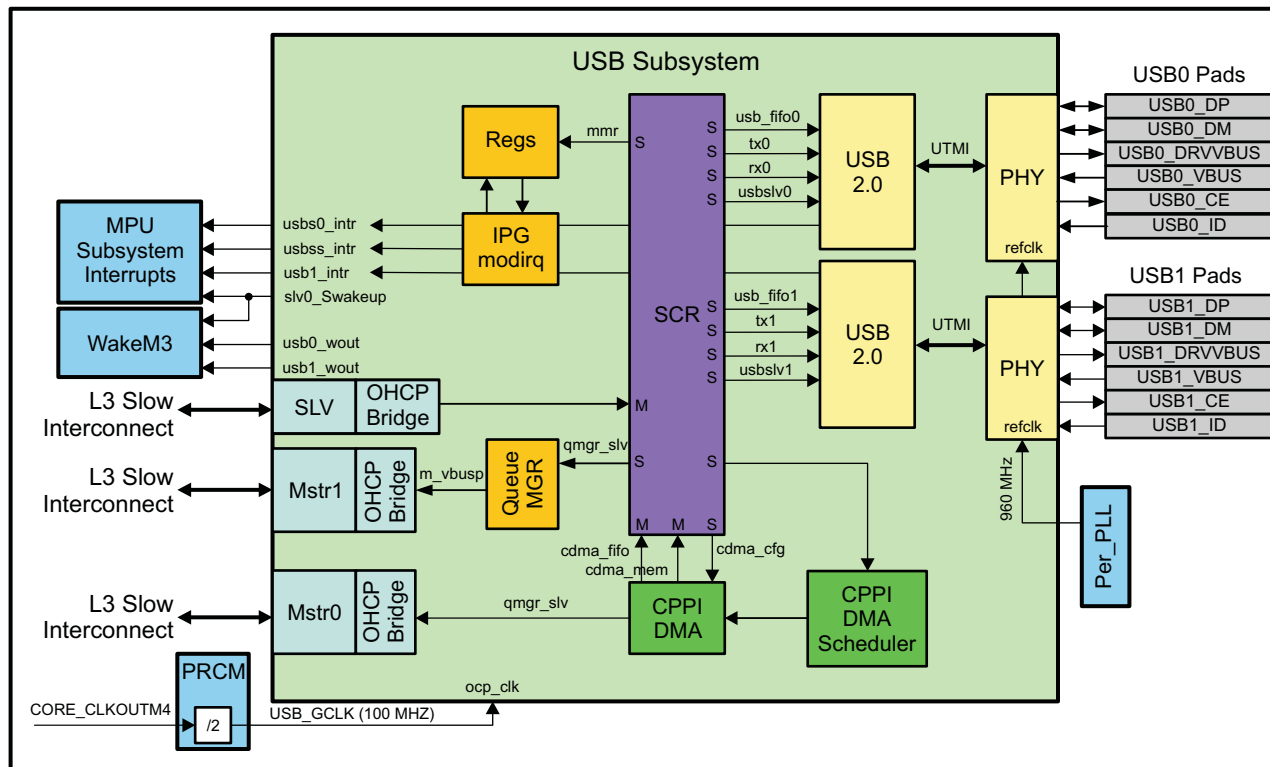 USB Subsystem
USB0 Pads
USB0_DP
USB0_DM
USB0_DRVVBUS
USB0_VBUS
USB0_CE
USB0_ID
USB1 Pads
USB1_DP
USB1_DM
USB1_DRVVBUS
USB1_VBUS
USB1_CE
USB1_ID
Regs
mmr
S
IPG
modirq
SCR
S
usb_fifo0
S
tx0
S
rx0
S
usbslv0
USB
2.0
UTMI
PHY
refclk
S
usb_fifo1
S
tx1
S
rx1
S
usbslv1
USB
2.0
UTMI
PHY
refclk
MPU
Subsystem
Interrupts
usbs0_intr
usbss_intr
usb1_intr
slv0_Swakeup
WakeM3
usb0_wout
usb1_wout
L3 Slow
Interconnect
SLV
OHCP
Bridge
M
L3 Slow
Interconnect
Mstr1
OHCP
Bridge
m_vbusp
Queue
MGR
qmgr_slv
S
S
M
M
S
cdma_fifo
cdma_mem
cdma_cfg
L3 Slow
Interconnect
Mstr0
OHCP
Bridge
qmgr_slv
CPPI
DMA
CPPI
DMA
Scheduler
960 MHz
Per_PLL
PRCM
CORE_CLKOUTM4
/2
USB_GCLK (100 MHZ)
ocp_clk